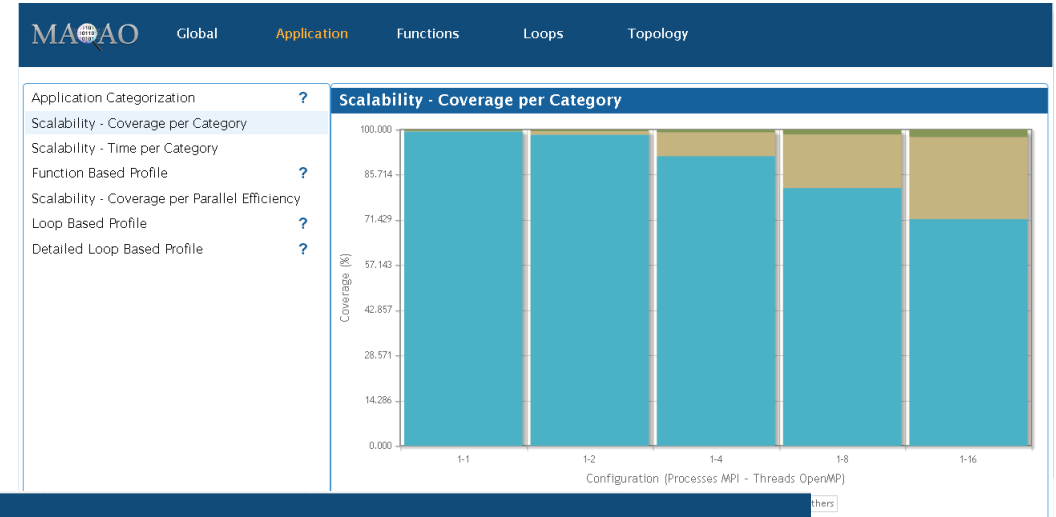 MAQAO Global Application Functions Loops Topology
Application Categorization ?
Scalability - Coverage per Category
Scalability - Time per Category
Function Based Profile ?
Scalability - Coverage per Parallel Efficiency
Loop Based Profile ?
Detailed Loop Based Profile ?
Scalability - Coverage per Category
100.000
85.714
71.429
57.143
42.857
28.571
14.286
0.000
Coverage (%)
1-1 1-2 1-4 1-8 1-16
Configuration (Processes MPI - Threads OpenMP)
thers